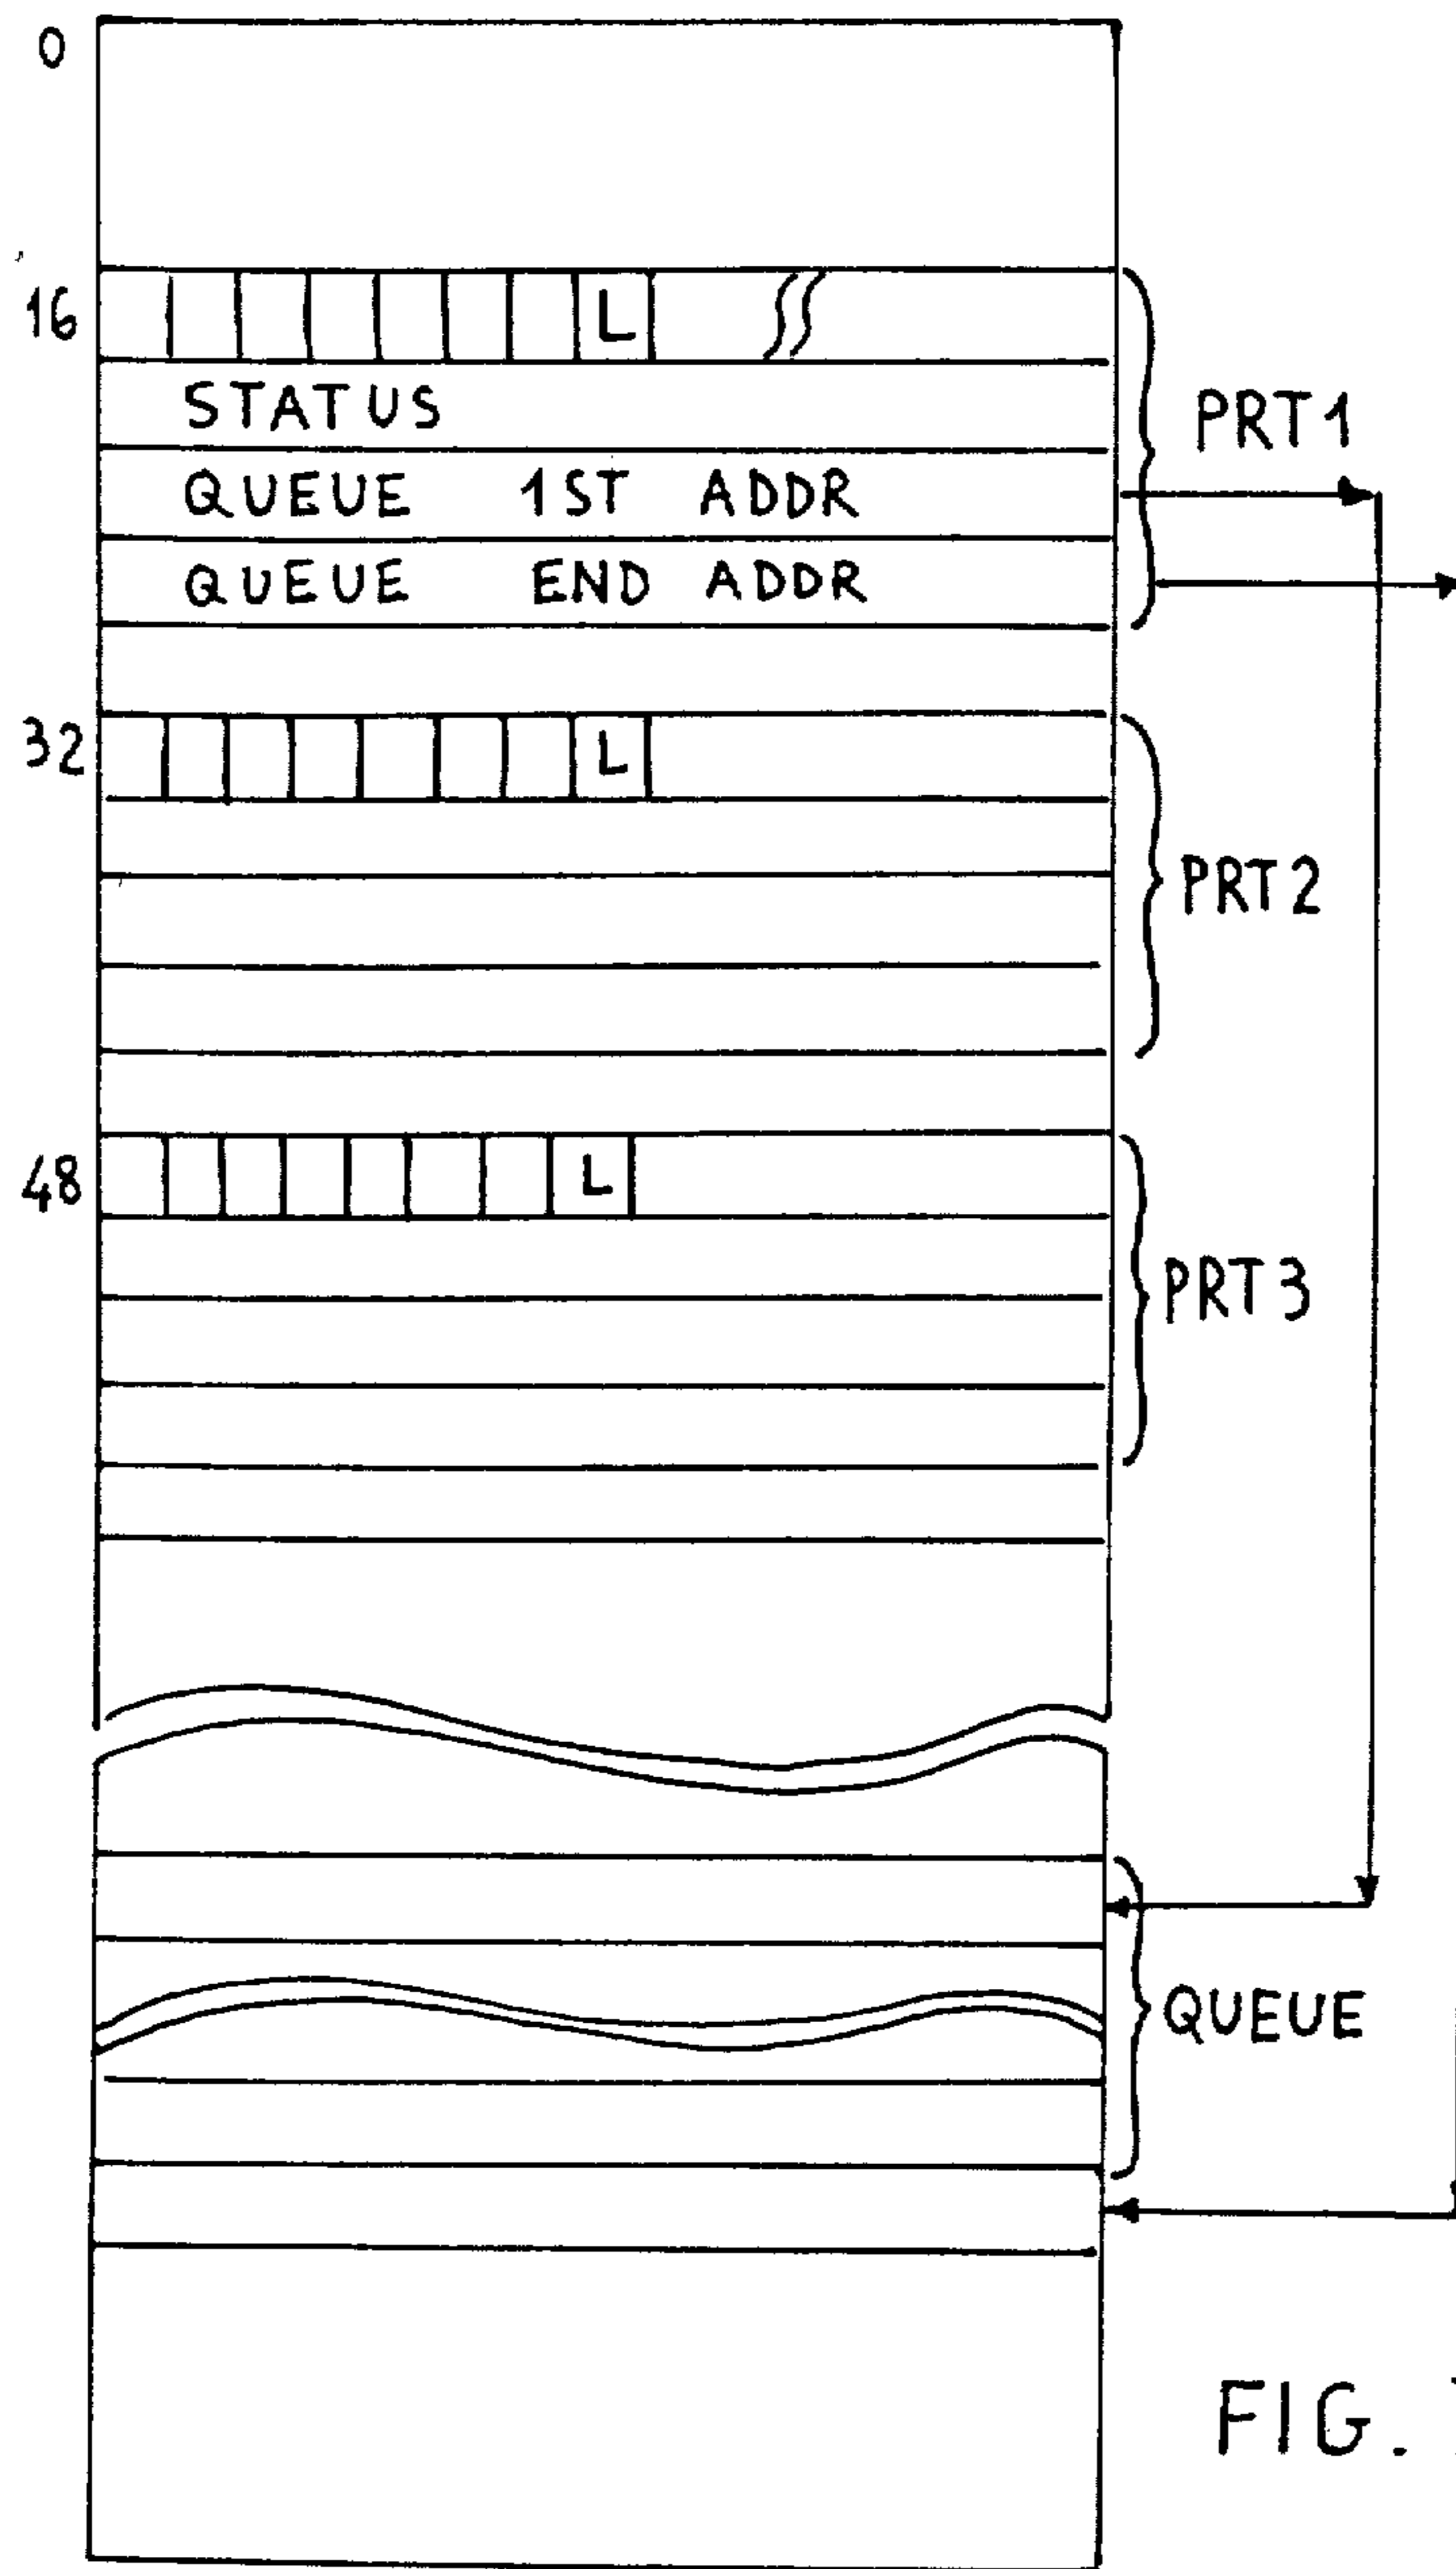 0
16 L
STATUS
PRT1
QUEUE 1ST ADDR
QUEUE END ADDR
32 L
PRT2
48 L
PRT3
QUEUE
FIG.